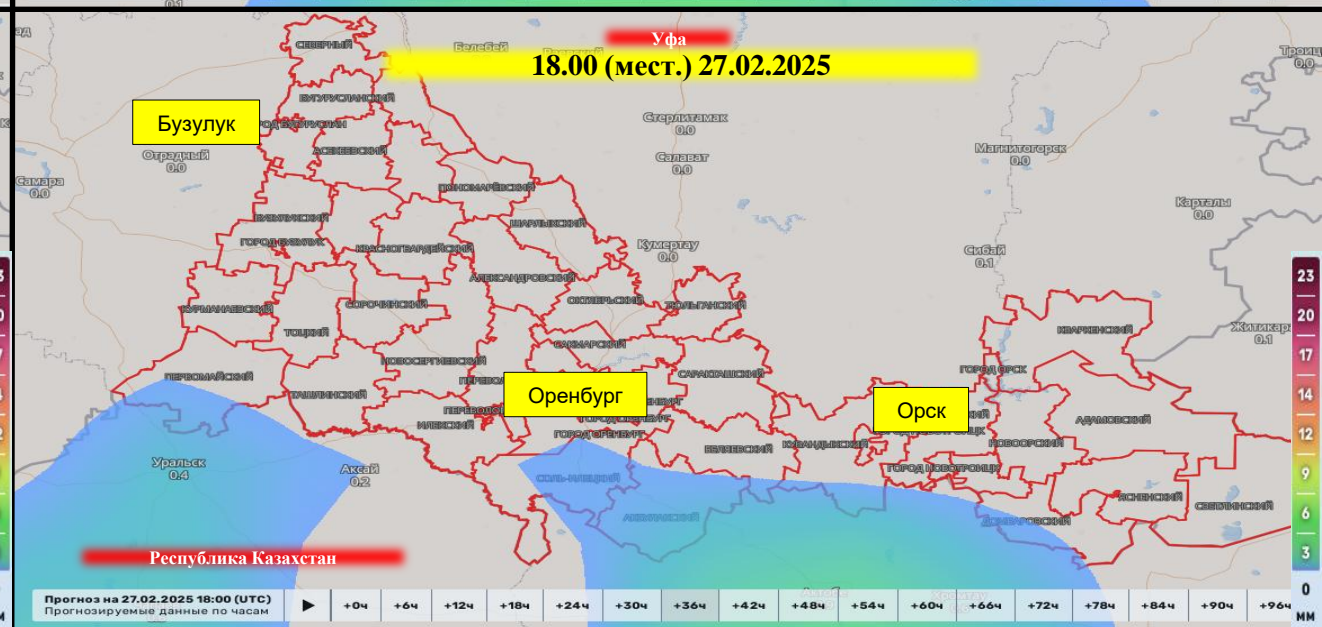 0.1
Уфа
18.00 (мест.) 27.02.2025
СЕВЕРНЫЙ
Белебей
Троицк
0.0
БУГУРУСЛАНСКИЙ
Бузулук
АСЕКЕЕВСКИЙ
Отрадный
0.0
Стерлитамак
0.0
Салават
0.0
Магнитогорск
0.0
Самара
0.0
ПОНОМАРЁВСКИЙ
Карталы
0.0
БУЗУЛУКСКИЙ
ШАРЛЫКСКИЙ
ГОРОД БУЗУЛУК
КРАСНОГВАРДЕЙСКИЙ
Кумертау
0.0
Сибай
0.1
АЛЕКСАНДРОВСКИЙ
ОКТЯБРЬСКИЙ
ТЮЛЬГАНСКИЙ
КУРМАНАЕВСКИЙ
СОРОЧИНСКИЙ
ТОЦКИЙ
КВАРКЕНСКИЙ
САКМАРСКИЙ
НОВОСЕРГИЕВСКИЙ
ПЕРВОМАЙСКИЙ
САРАКТАШСКИЙ
ГОРОД ОРСК
ТАШЛИНСКИЙ
Оренбург
Орск
ИЛЕКСКИЙ
ГОРОД ОРЕНБУРГ
АДАМОВСКИЙ
БЕЛЯЕВСКИЙ
КУВАНДЫКСКИЙ
НОВООРСКИЙ
ГОРОД НОВОТРОИЦК
Уральск
0.4
Аксай
0.2
СОЛЬ-ИЛЕЦКИЙ
ЯСНЕНСКИЙ
СВЕТЛИНСКИЙ
АКБУЛАКСКИЙ
ДОМБАРОВСКИЙ
Республика Казахстан
0.1
23
20
17
14
12
9
6
3
0
мм
Прогноз на 27.02.2025 18:00 (UTC)
Прогнозируемые данные по часам
+0ч +6ч +12ч +18ч +24ч +30ч +36ч +42ч +48ч +54ч +60ч +66ч +72ч +78ч +84ч +90ч +96ч